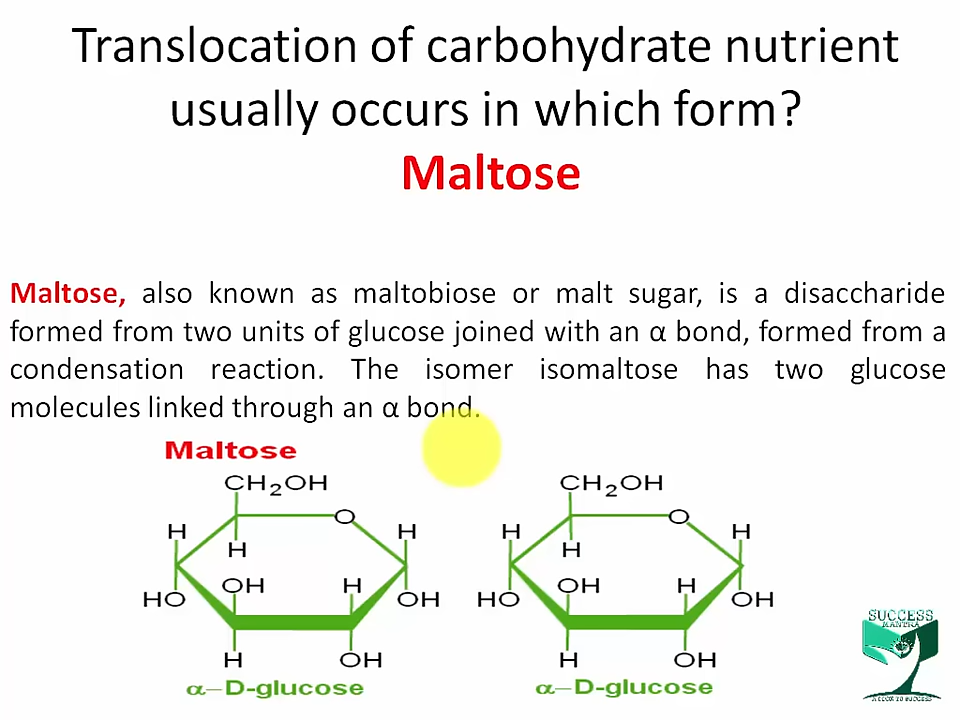 Translocation of carbohydrate nutrient
usually occurs in which form?
Maltose
Maltose, also known as maltobiose or malt sugar, is a disaccharide
formed from two units of glucose joined with an α bond, formed from a
condensation reaction. The isomer isomaltose has two glucose
molecules linked through an α bond.
Maltose
CH2OH CH2OH
O O
H H H H
H H
OH H OH H
HO OH HO OH
H OH H OH
α–D-glucose α–D-glucose
SUCCESS
MANTRA